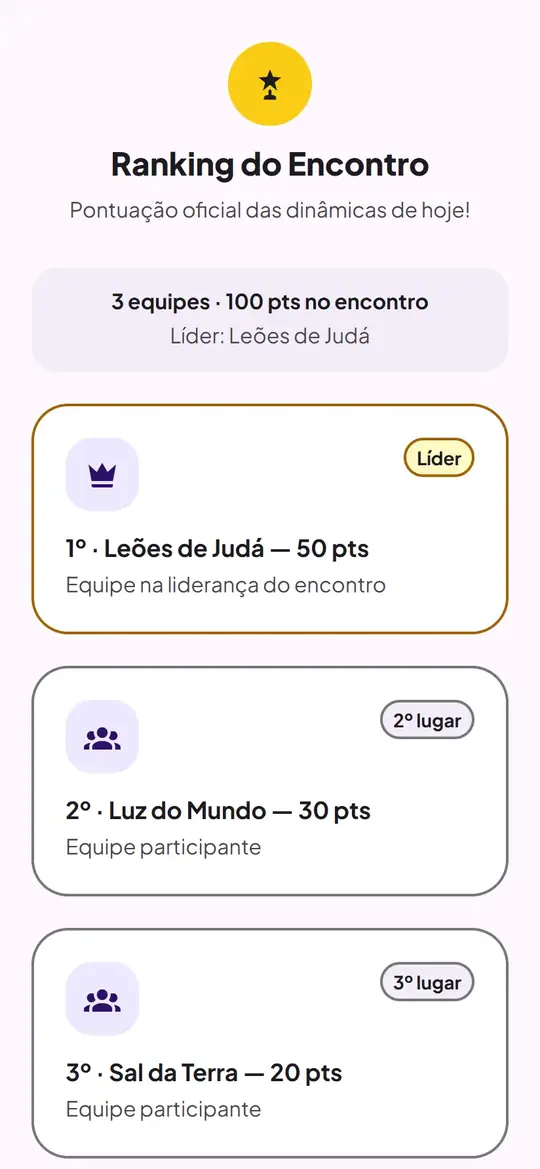 Ranking do Encontro
Pontuação oficial das dinâmicas de hoje!
3 equipes · 100 pts no encontro
Líder: Leões de Judá
Líder
1º · Leões de Judá — 50 pts
Equipe na liderança do encontro
2º lugar
2º · Luz do Mundo — 30 pts
Equipe participante
3º lugar
3º · Sal da Terra — 20 pts
Equipe participante